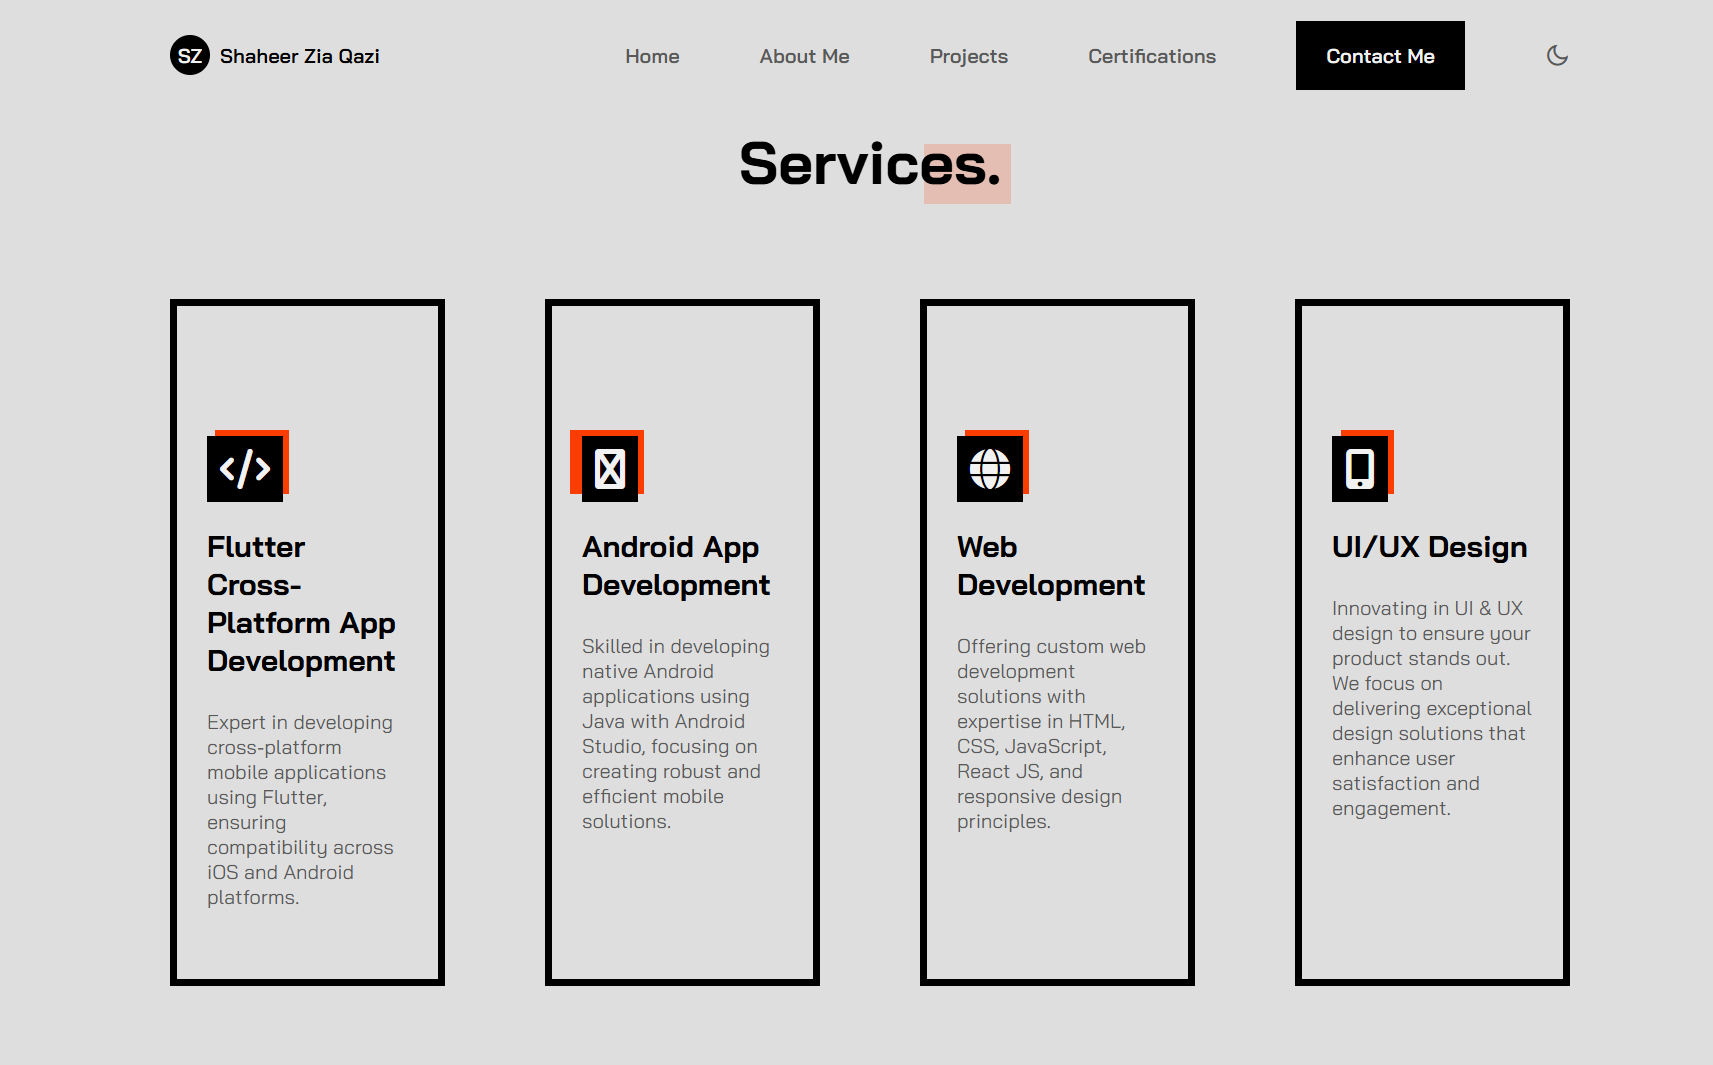 SZ Shaheer Zia Qazi
Home
About Me
Projects
Certifications
Contact Me
Services.
Flutter
Cross-
Platform App
Development
Expert in developing
cross-platform
mobile applications
using Flutter,
ensuring
compatibility across
iOS and Android
platforms.
Android App
Development
Skilled in developing
native Android
applications using
Java with Android
Studio, focusing on
creating robust and
efficient mobile
solutions.
Web
Development
Offering custom web
development
solutions with
expertise in HTML,
CSS, JavaScript,
React JS, and
responsive design
principles.
UI/UX Design
Innovating in UI & UX
design to ensure your
product stands out.
We focus on
delivering exceptional
design solutions that
enhance user
satisfaction and
engagement.